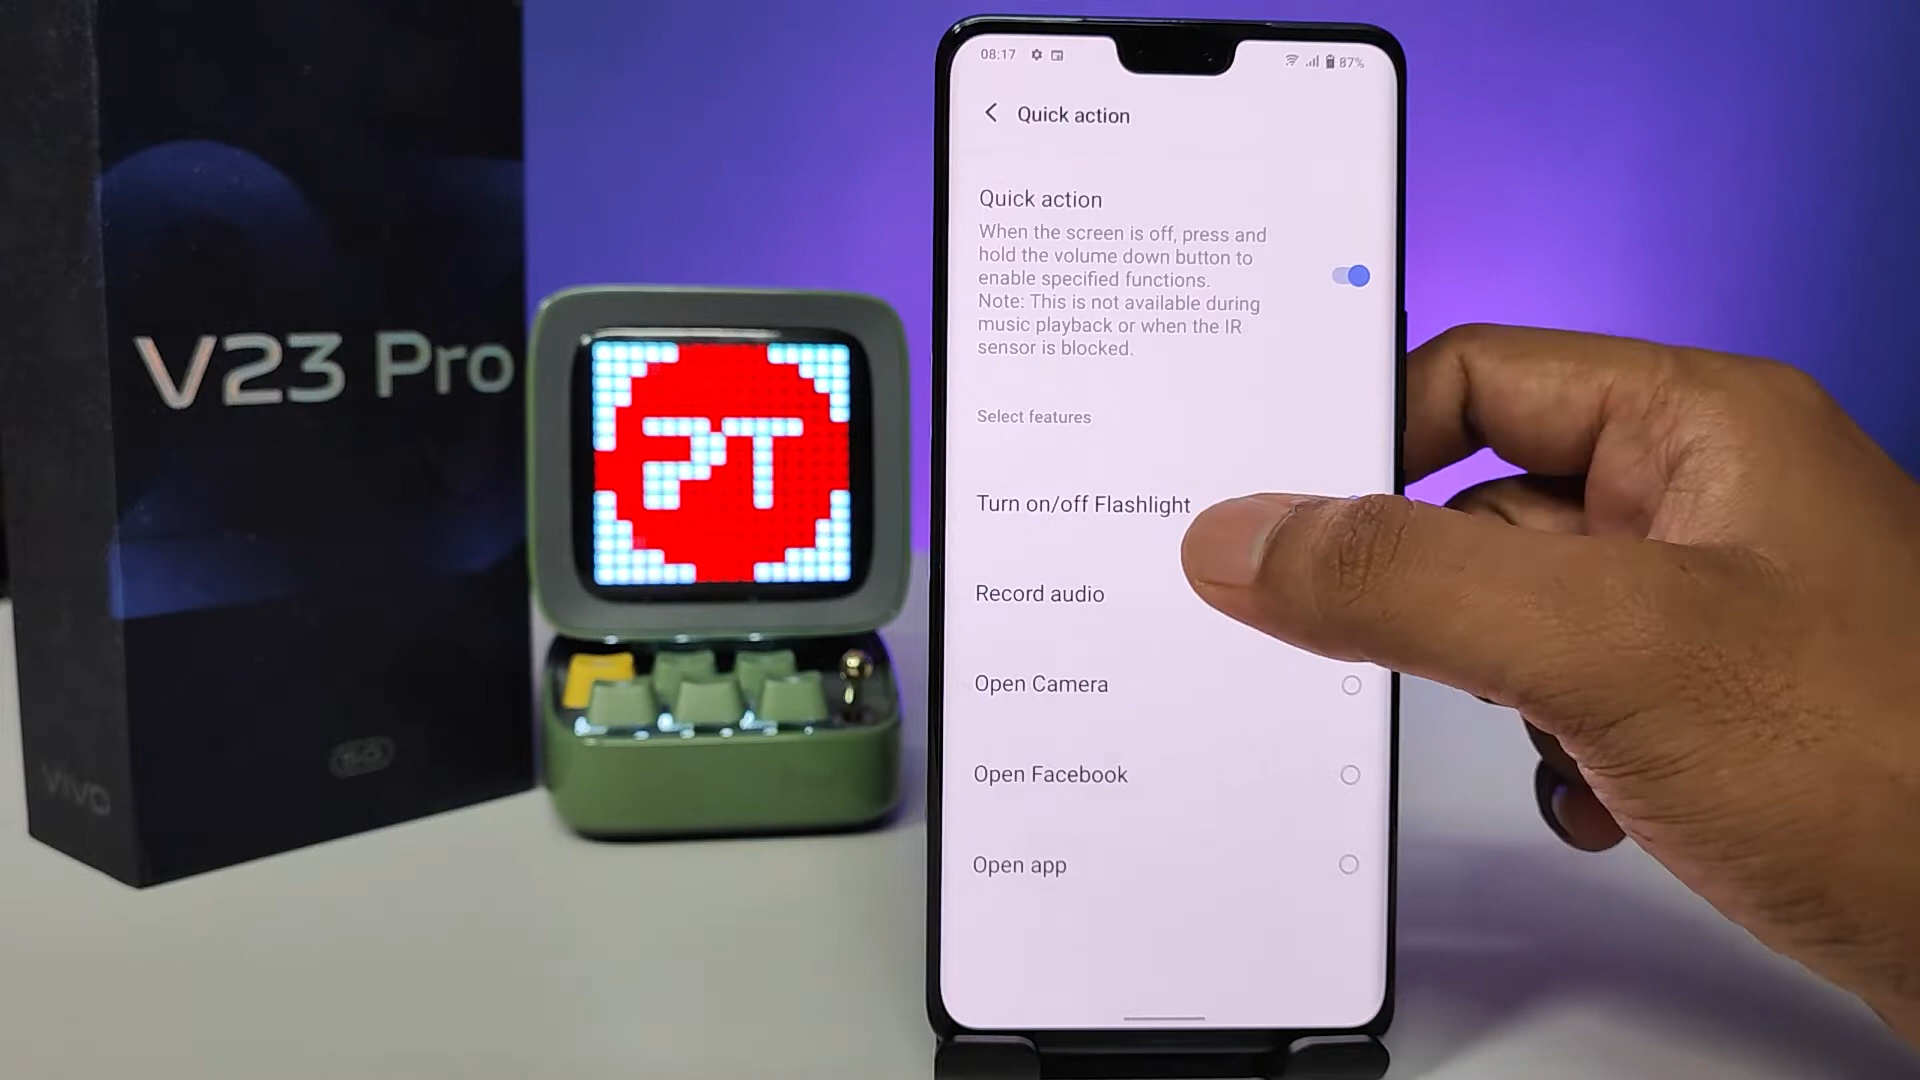 V23 Pro
vivo
PT
08:17
87%
Quick action
Quick action
When the screen is off, press and
hold the volume down button to
enable specified functions.
Note: This is not available during
music playback or when the IR
sensor is blocked.
Select features
Turn on/off Flashlight
Record audio
Open Camera
Open Facebook
Open app